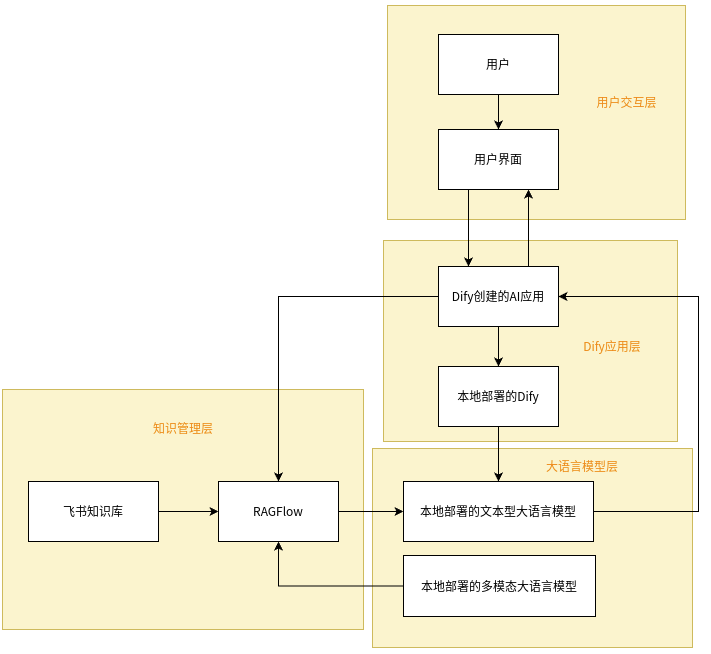 用户
用户交互层
用户界面
Dify创建的AI应用
Dify应用层
本地部署的Dify
知识管理层
大语言模型层
飞书知识库
RAGFlow
本地部署的文本型大语言模型
本地部署的多模态大语言模型